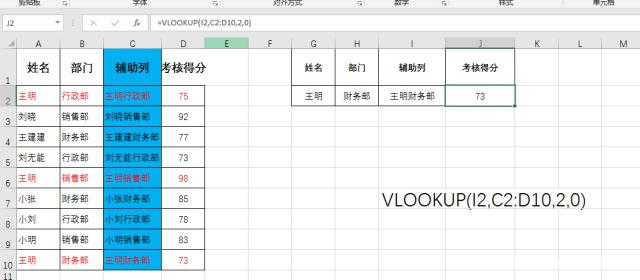 剪贴板 字体 对齐方式 数字 样式 单元格
J2 fx =VLOOKUP(I2,C2:D10,2,0)
A B C D E F G H I J K L M
1 姓名 部门 辅助列 考核得分 姓名 部门 辅助列 考核得分
2 王明 行政部 王明行政部 75 王明 财务部 王明财务部 73
3 刘晓 销售部 刘晓销售部 92
4 王建建 财务部 王建建财务部 77
5 刘无能 行政部 刘无能行政部 73
6 王明 销售部 王明销售部 98
7 小张 财务部 小张财务部 85
VLOOKUP(I2,C2:D10,2,0)
8 小刘 行政部 小刘行政部 78
9 小明 销售部 小明销售部 83
10 王明 财务部 王明财务部 73
11